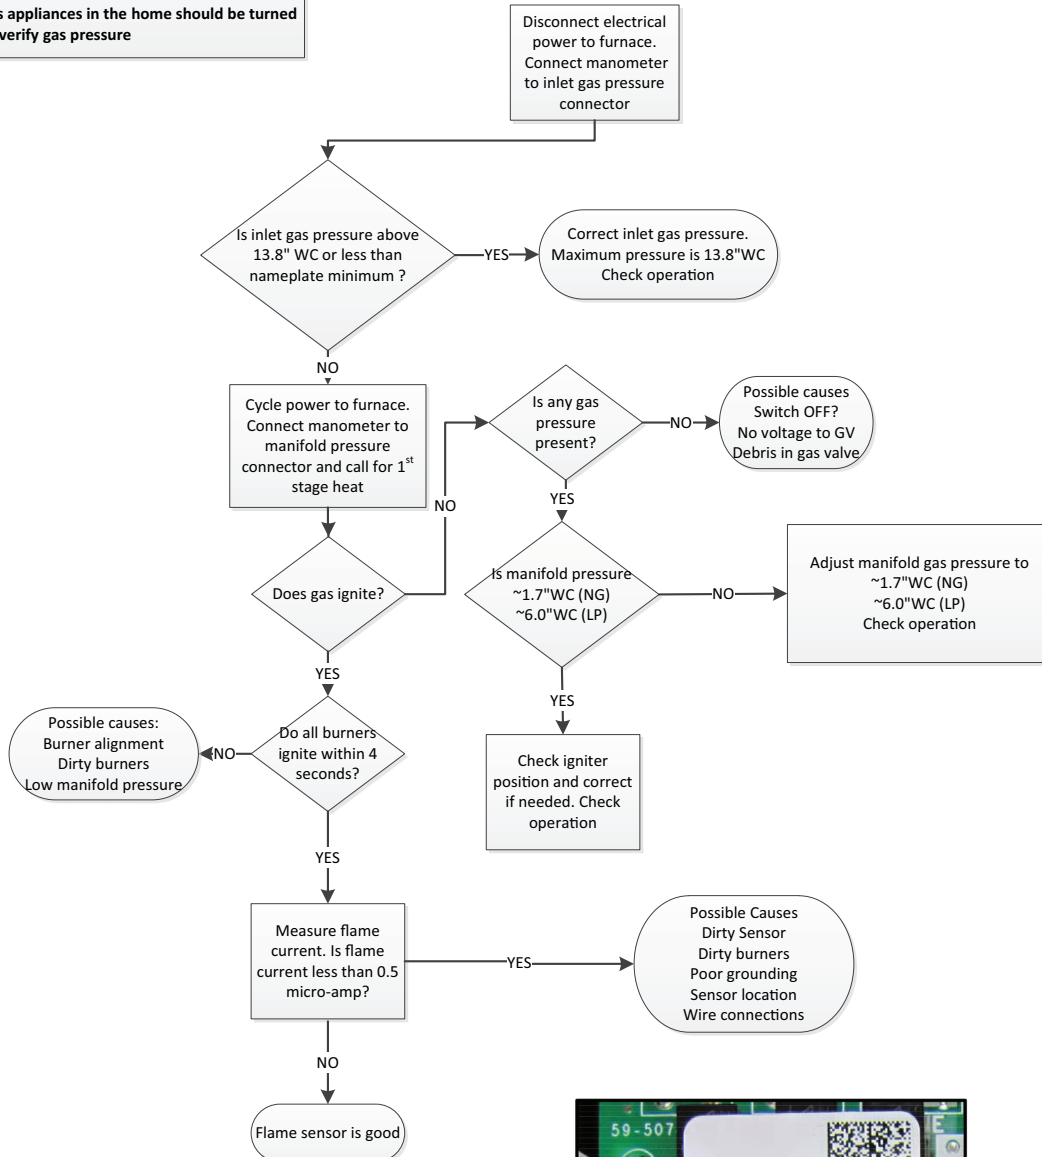 s appliances in the home should be turned
verify gas pressure
Disconnect electrical
power to furnace.
Connect manometer
to inlet gas pressure
connector
Is inlet gas pressure above
13.8" WC or less than
nameplate minimum ?
YES
Correct inlet gas pressure.
Maximum pressure is 13.8"WC
Check operation
NO
Cycle power to furnace.
Connect manometer to
manifold pressure
connector and call for 1st
stage heat
Is any gas
pressure
present?
NO
Possible causes
Switch OFF?
No voltage to GV
Debris in gas valve
NO
YES
Does gas ignite?
Is manifold pressure
~1.7"WC (NG)
~6.0"WC (LP)
NO
Adjust manifold gas pressure to
~1.7"WC (NG)
~6.0"WC (LP)
Check operation
YES
YES
Do all burners
ignite within 4
seconds?
NO
Possible causes:
Burner alignment
Dirty burners
Low manifold pressure
Check igniter
position and correct
if needed. Check
operation
YES
Measure flame
current. Is flame
current less than 0.5
micro-amp?
YES
Possible Causes
Dirty Sensor
Dirty burners
Poor grounding
Sensor location
Wire connections
NO
Flame sensor is good
59-507
E